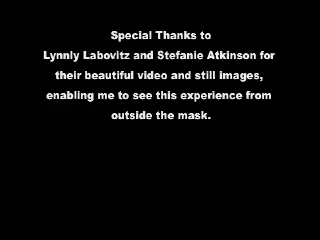 Special Thanks to
Lynnly Labovitz and Stefanie Atkinson for
their beautiful video and still images,
enabling me to see this experience from
outside the mask.